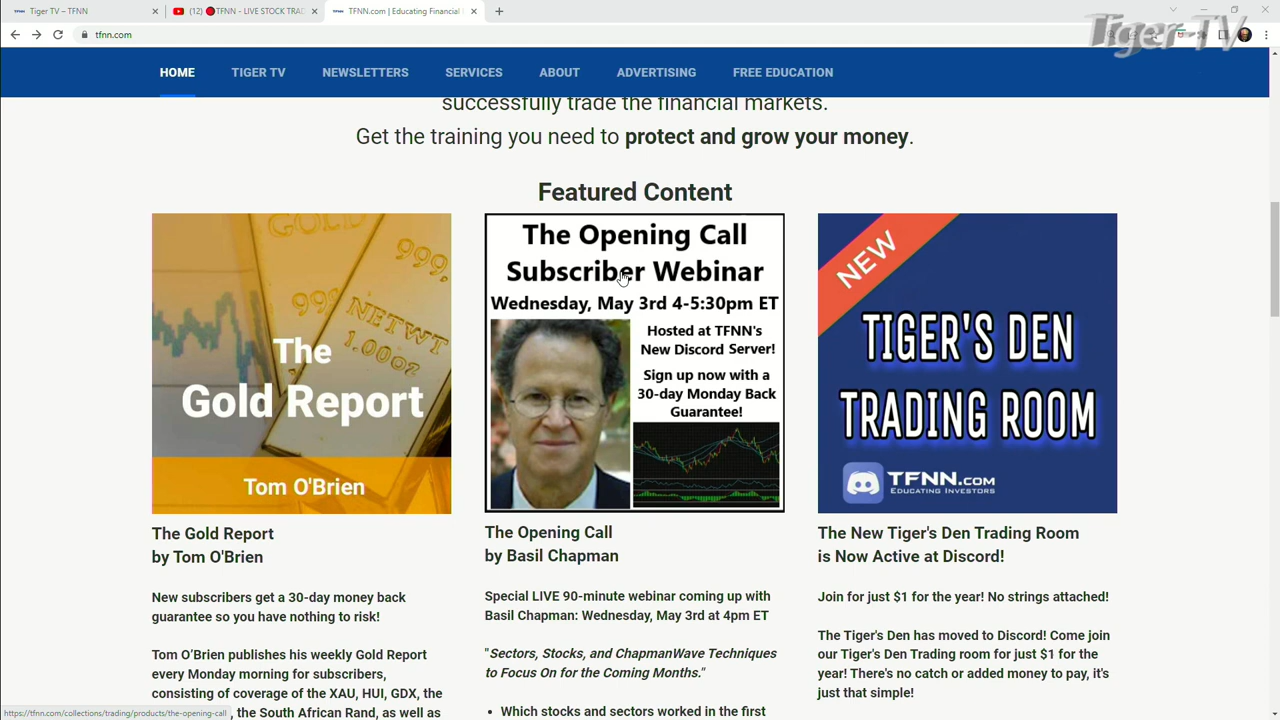 Tiger TV – TFNN
(12) 🔴TFNN - LIVE STOCK TRAD
TFNN.com | Educating Financial I
Tiger TV
tfnn.com
HOME
TIGER TV
NEWSLETTERS
SERVICES
ABOUT
ADVERTISING
FREE EDUCATION
successfully trade the financial markets.
Get the training you need to protect and grow your money.
Featured Content
GOLD
999,
999,
NET WT
1.00oz
The
Gold Report
Tom O'Brien
The Gold Report
by Tom O'Brien
New subscribers get a 30-day money back
guarantee so you have nothing to risk!
Tom O’Brien publishes his weekly Gold Report
every Monday morning for subscribers,
consisting of coverage of the XAU, HUI, GDX, the
, the South African Rand, as well as
The Opening Call
Subscriber Webinar
Wednesday, May 3rd 4-5:30pm ET
Hosted at TFNN's
New Discord Server!
Sign up now with a
30-day Monday Back
Guarantee!
The Opening Call
by Basil Chapman
Special LIVE 90-minute webinar coming up with
Basil Chapman: Wednesday, May 3rd at 4pm ET
"Sectors, Stocks, and ChapmanWave Techniques
to Focus On for the Coming Months."
• Which stocks and sectors worked in the first
NEW
TIGER'S DEN
TRADING ROOM
TFNN.com
EDUCATING INVESTORS
The New Tiger's Den Trading Room
is Now Active at Discord!
Join for just $1 for the year! No strings attached!
The Tiger's Den has moved to Discord! Come join
our Tiger's Den Trading room for just $1 for the
year! There's no catch or added money to pay, it's
just that simple!
https://tfnn.com/collections/trading/products/the-opening-call